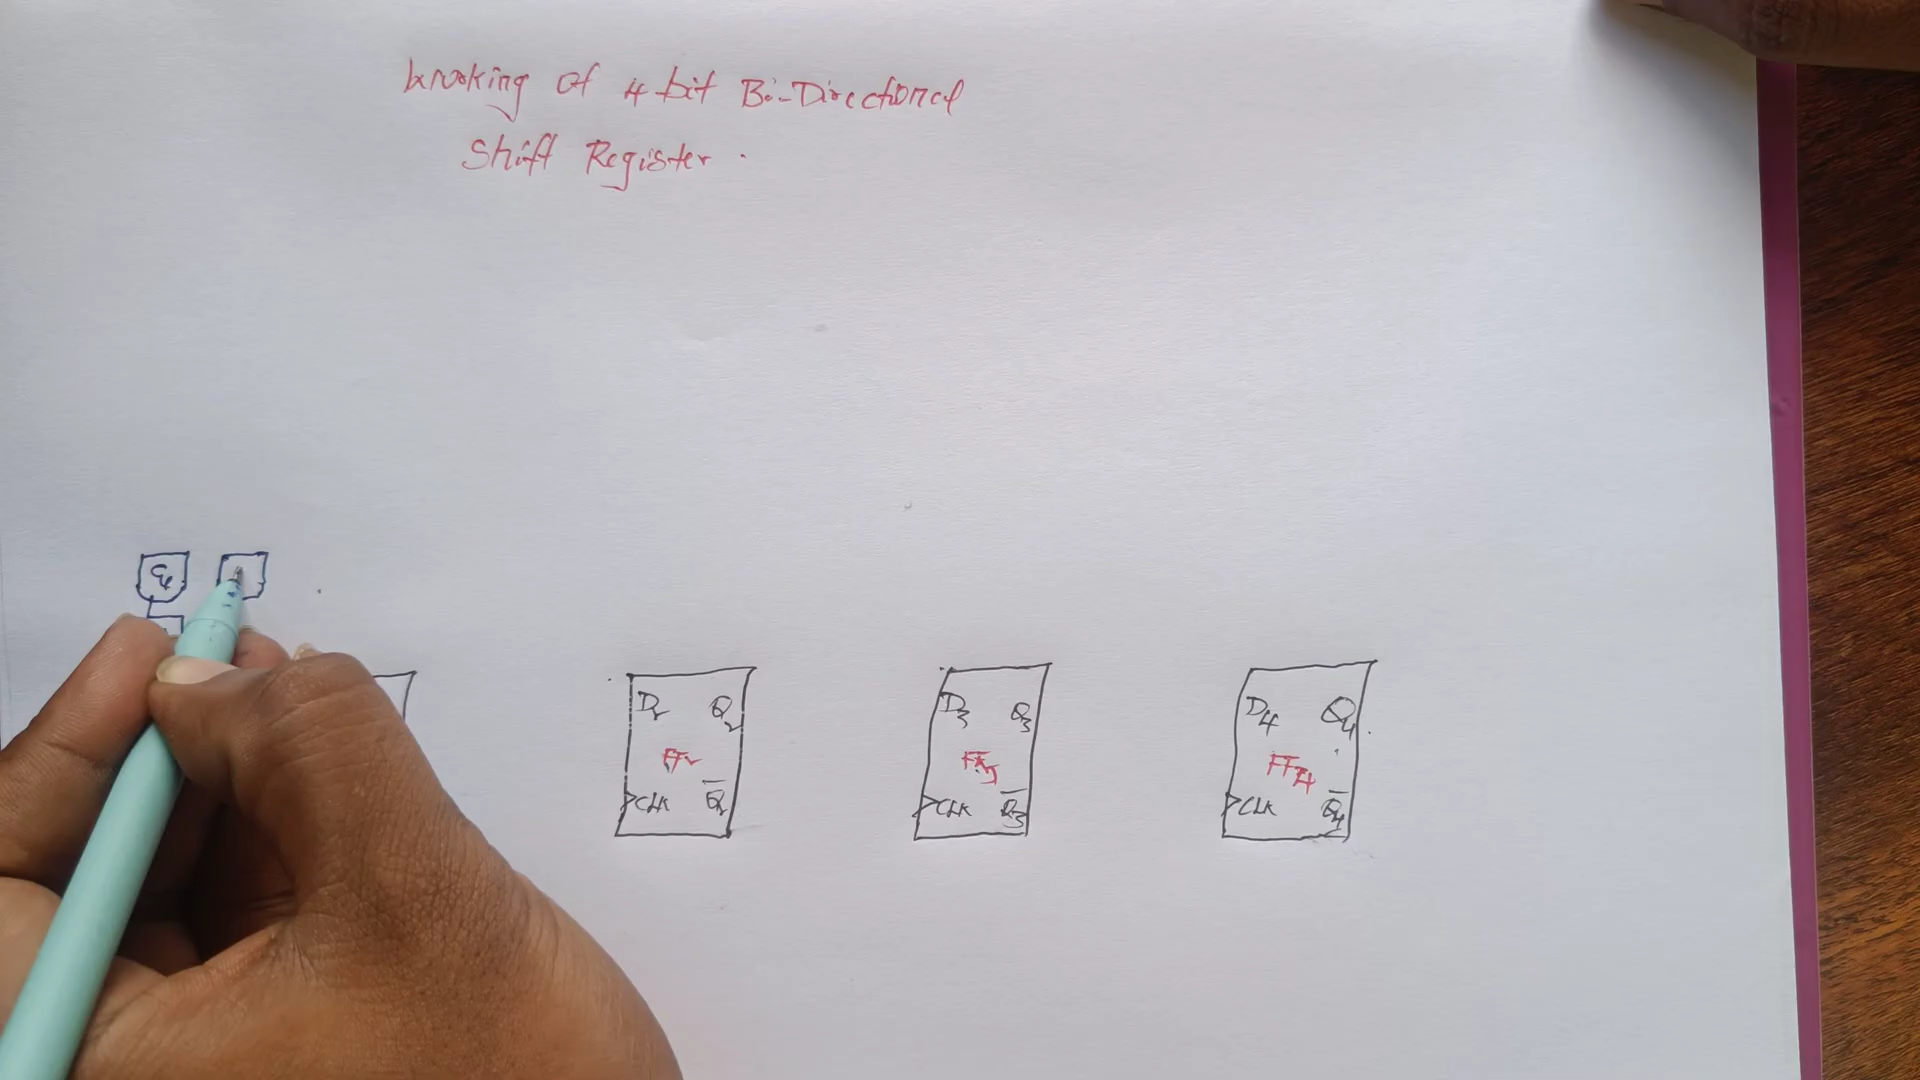 Working of 4 bit Bi-Directional
Shift Register .
G4
D2 Q2
FF2
CLK Q̅2
D3 Q3
FF3
CLK Q̅3
D4 Q4
FF4
CLK Q̅4